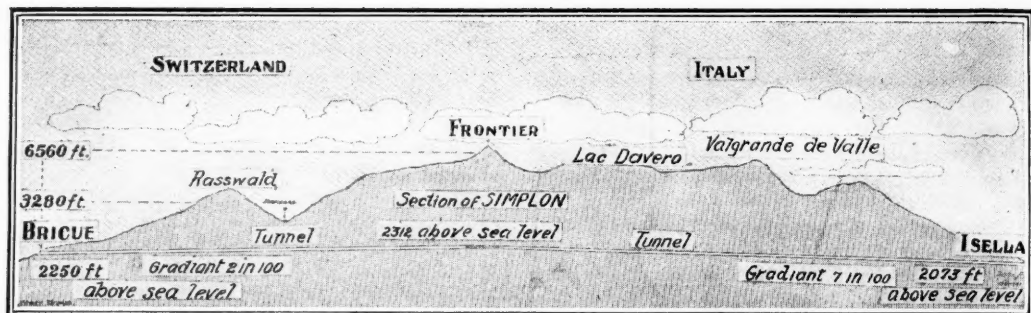 SWITZERLAND
ITALY
FRONTIER
6560 ft.
Lac Davero
Valgrande de Valle
Rasswald
3280 ft.
Section of SIMPLON
BRIGUE
Tunnel
2312 above sea level
Tunnel
ISELLA
2250 ft
above sea level
Gradiant 2 in 100
Gradiant 7 in 100
2073 ft
above sea level